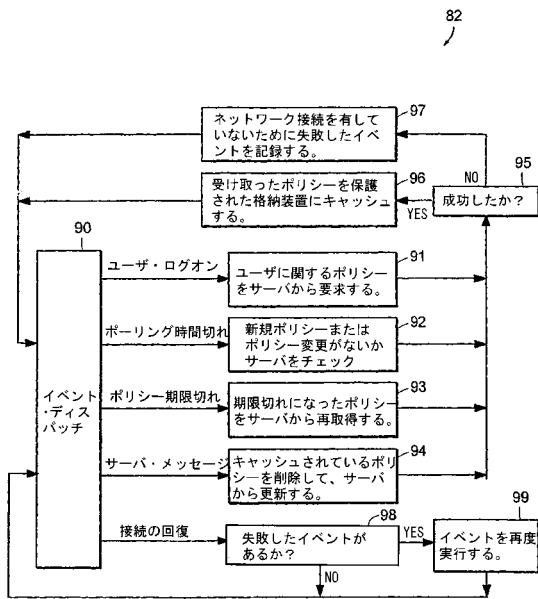 82
97
ネットワーク接続を有して
いないために失敗したイベ
ントを記録する。
96
受け取ったポリシーを保護
された格納装置にキャッシュ
する。
NO
YES
95
成功したか？
90
イベント
・ディス
パッチ
ユーザ・ログオン
91
ユーザに関するポリシー
をサーバから要求する。
ポーリング時間切れ
92
新規ポリシーまたは
ポリシー変更がないか
サーバをチェック
ポリシー期限切れ
93
期限切れになったポリシー
をサーバから再取得する。
サーバ・メッセージ
94
キャッシュされているポリ
シーを削除して、サーバ
から更新する。
接続の回復
98
失敗したイベントが
あるか？
YES
NO
99
イベントを再度
実行する。